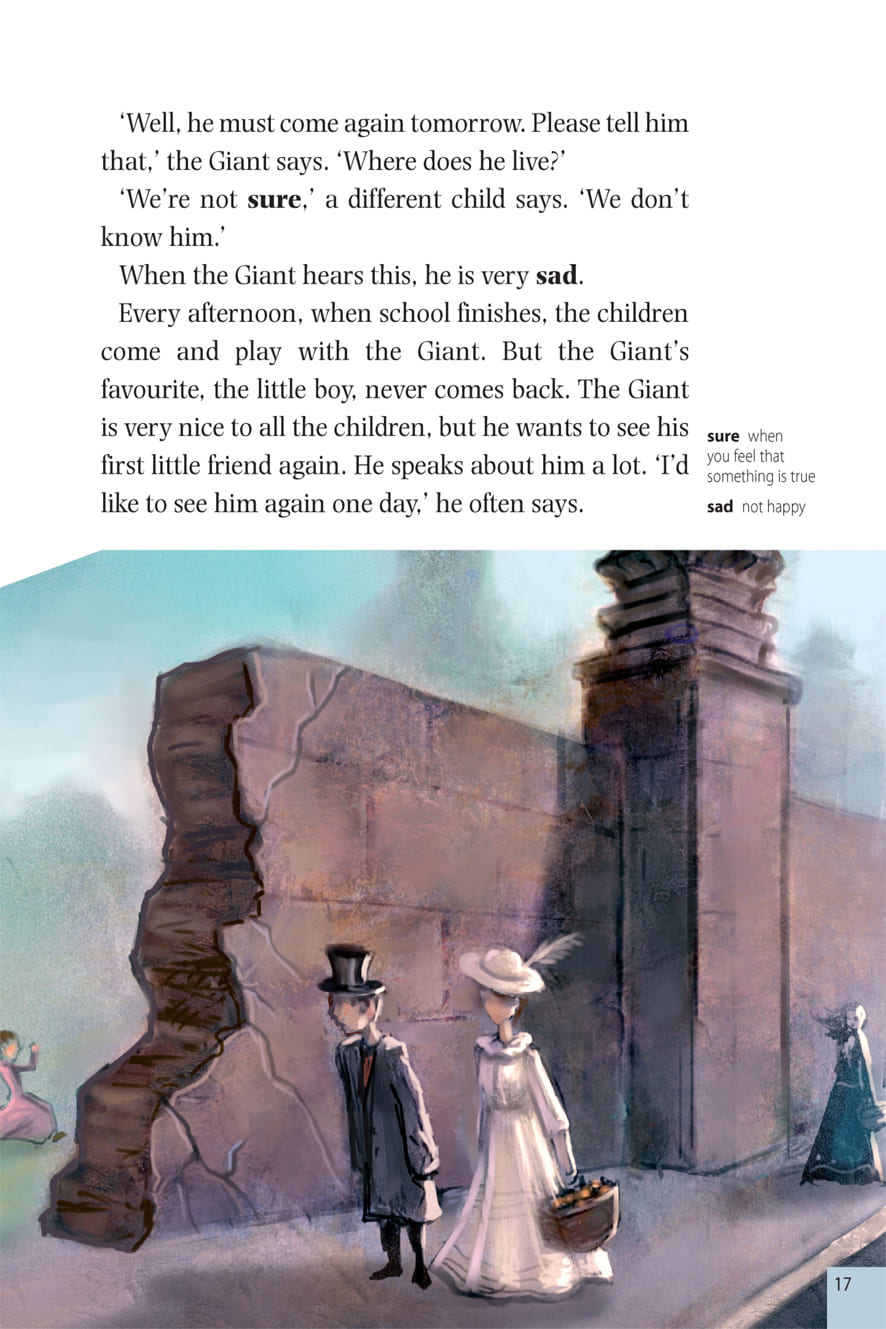 ‘Well, he must come again tomorrow. Please tell him
that,’ the Giant says. ‘Where does he live?’
‘We’re not sure,’ a different child says. ‘We don’t
know him.’
When the Giant hears this, he is very sad.
Every afternoon, when school finishes, the children
come and play with the Giant. But the Giant’s
favourite, the little boy, never comes back. The Giant
is very nice to all the children, but he wants to see his
first little friend again. He speaks about him a lot. ‘I’d
like to see him again one day,’ he often says.
sure when
you feel that
something is true
sad not happy
17